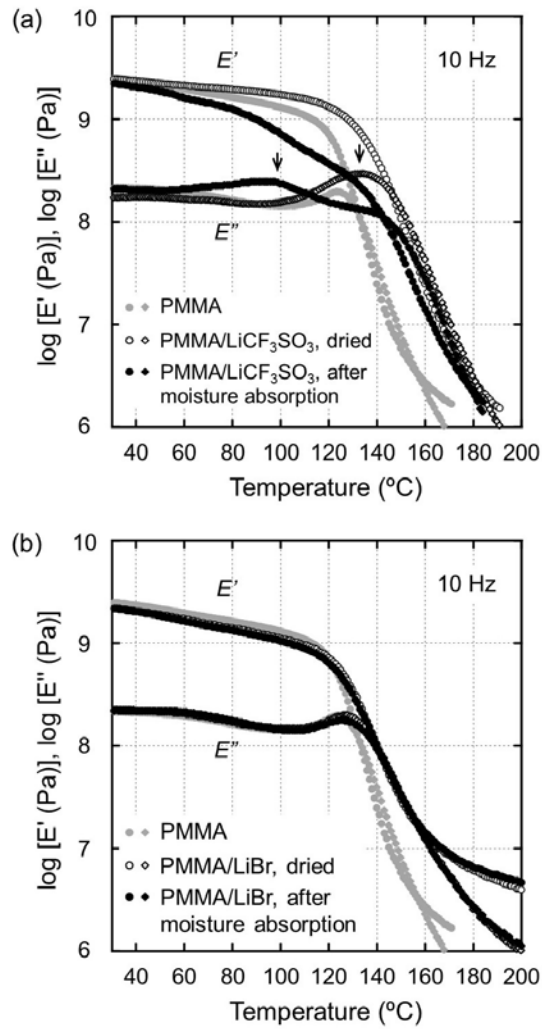 (a)
10
9
8
7
6
log [E' (Pa)], log [E" (Pa)]
E'
10 Hz
E"
PMMA
PMMA/LiCF₃SO₃, dried
PMMA/LiCF₃SO₃, after
moisture absorption
40 60 80 100 120 140 160 180 200
Temperature (ºC)
(b)
10
9
8
7
6
log [E' (Pa)], log [E" (Pa)]
E'
10 Hz
E"
PMMA
PMMA/LiBr, dried
PMMA/LiBr, after
moisture absorption
40 60 80 100 120 140 160 180 200
Temperature (ºC)